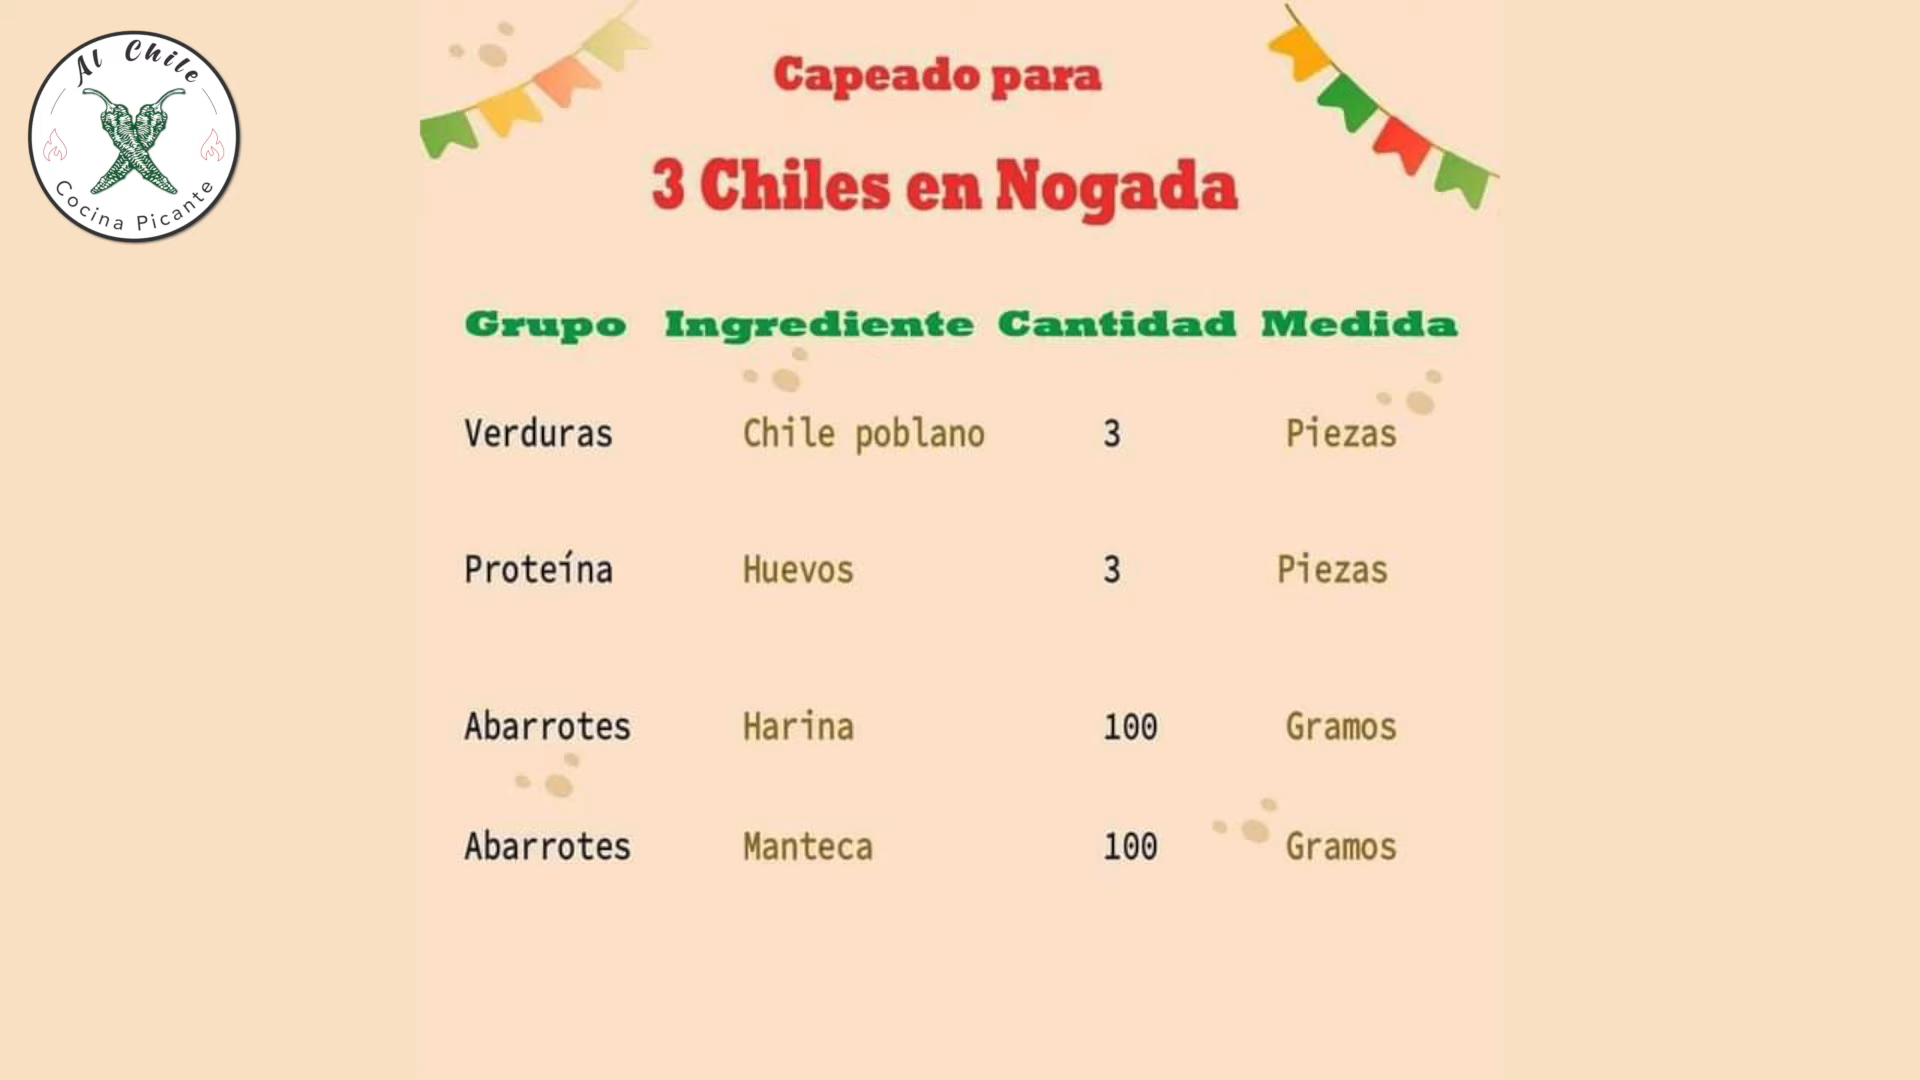 Al Chile
Cocina Picante
Capeado para
3 Chiles en Nogada
Grupo Ingrediente Cantidad Medida
Verduras Chile poblano 3 Piezas
Proteína Huevos 3 Piezas
Abarrotes Harina 100 Gramos
Abarrotes Manteca 100 Gramos